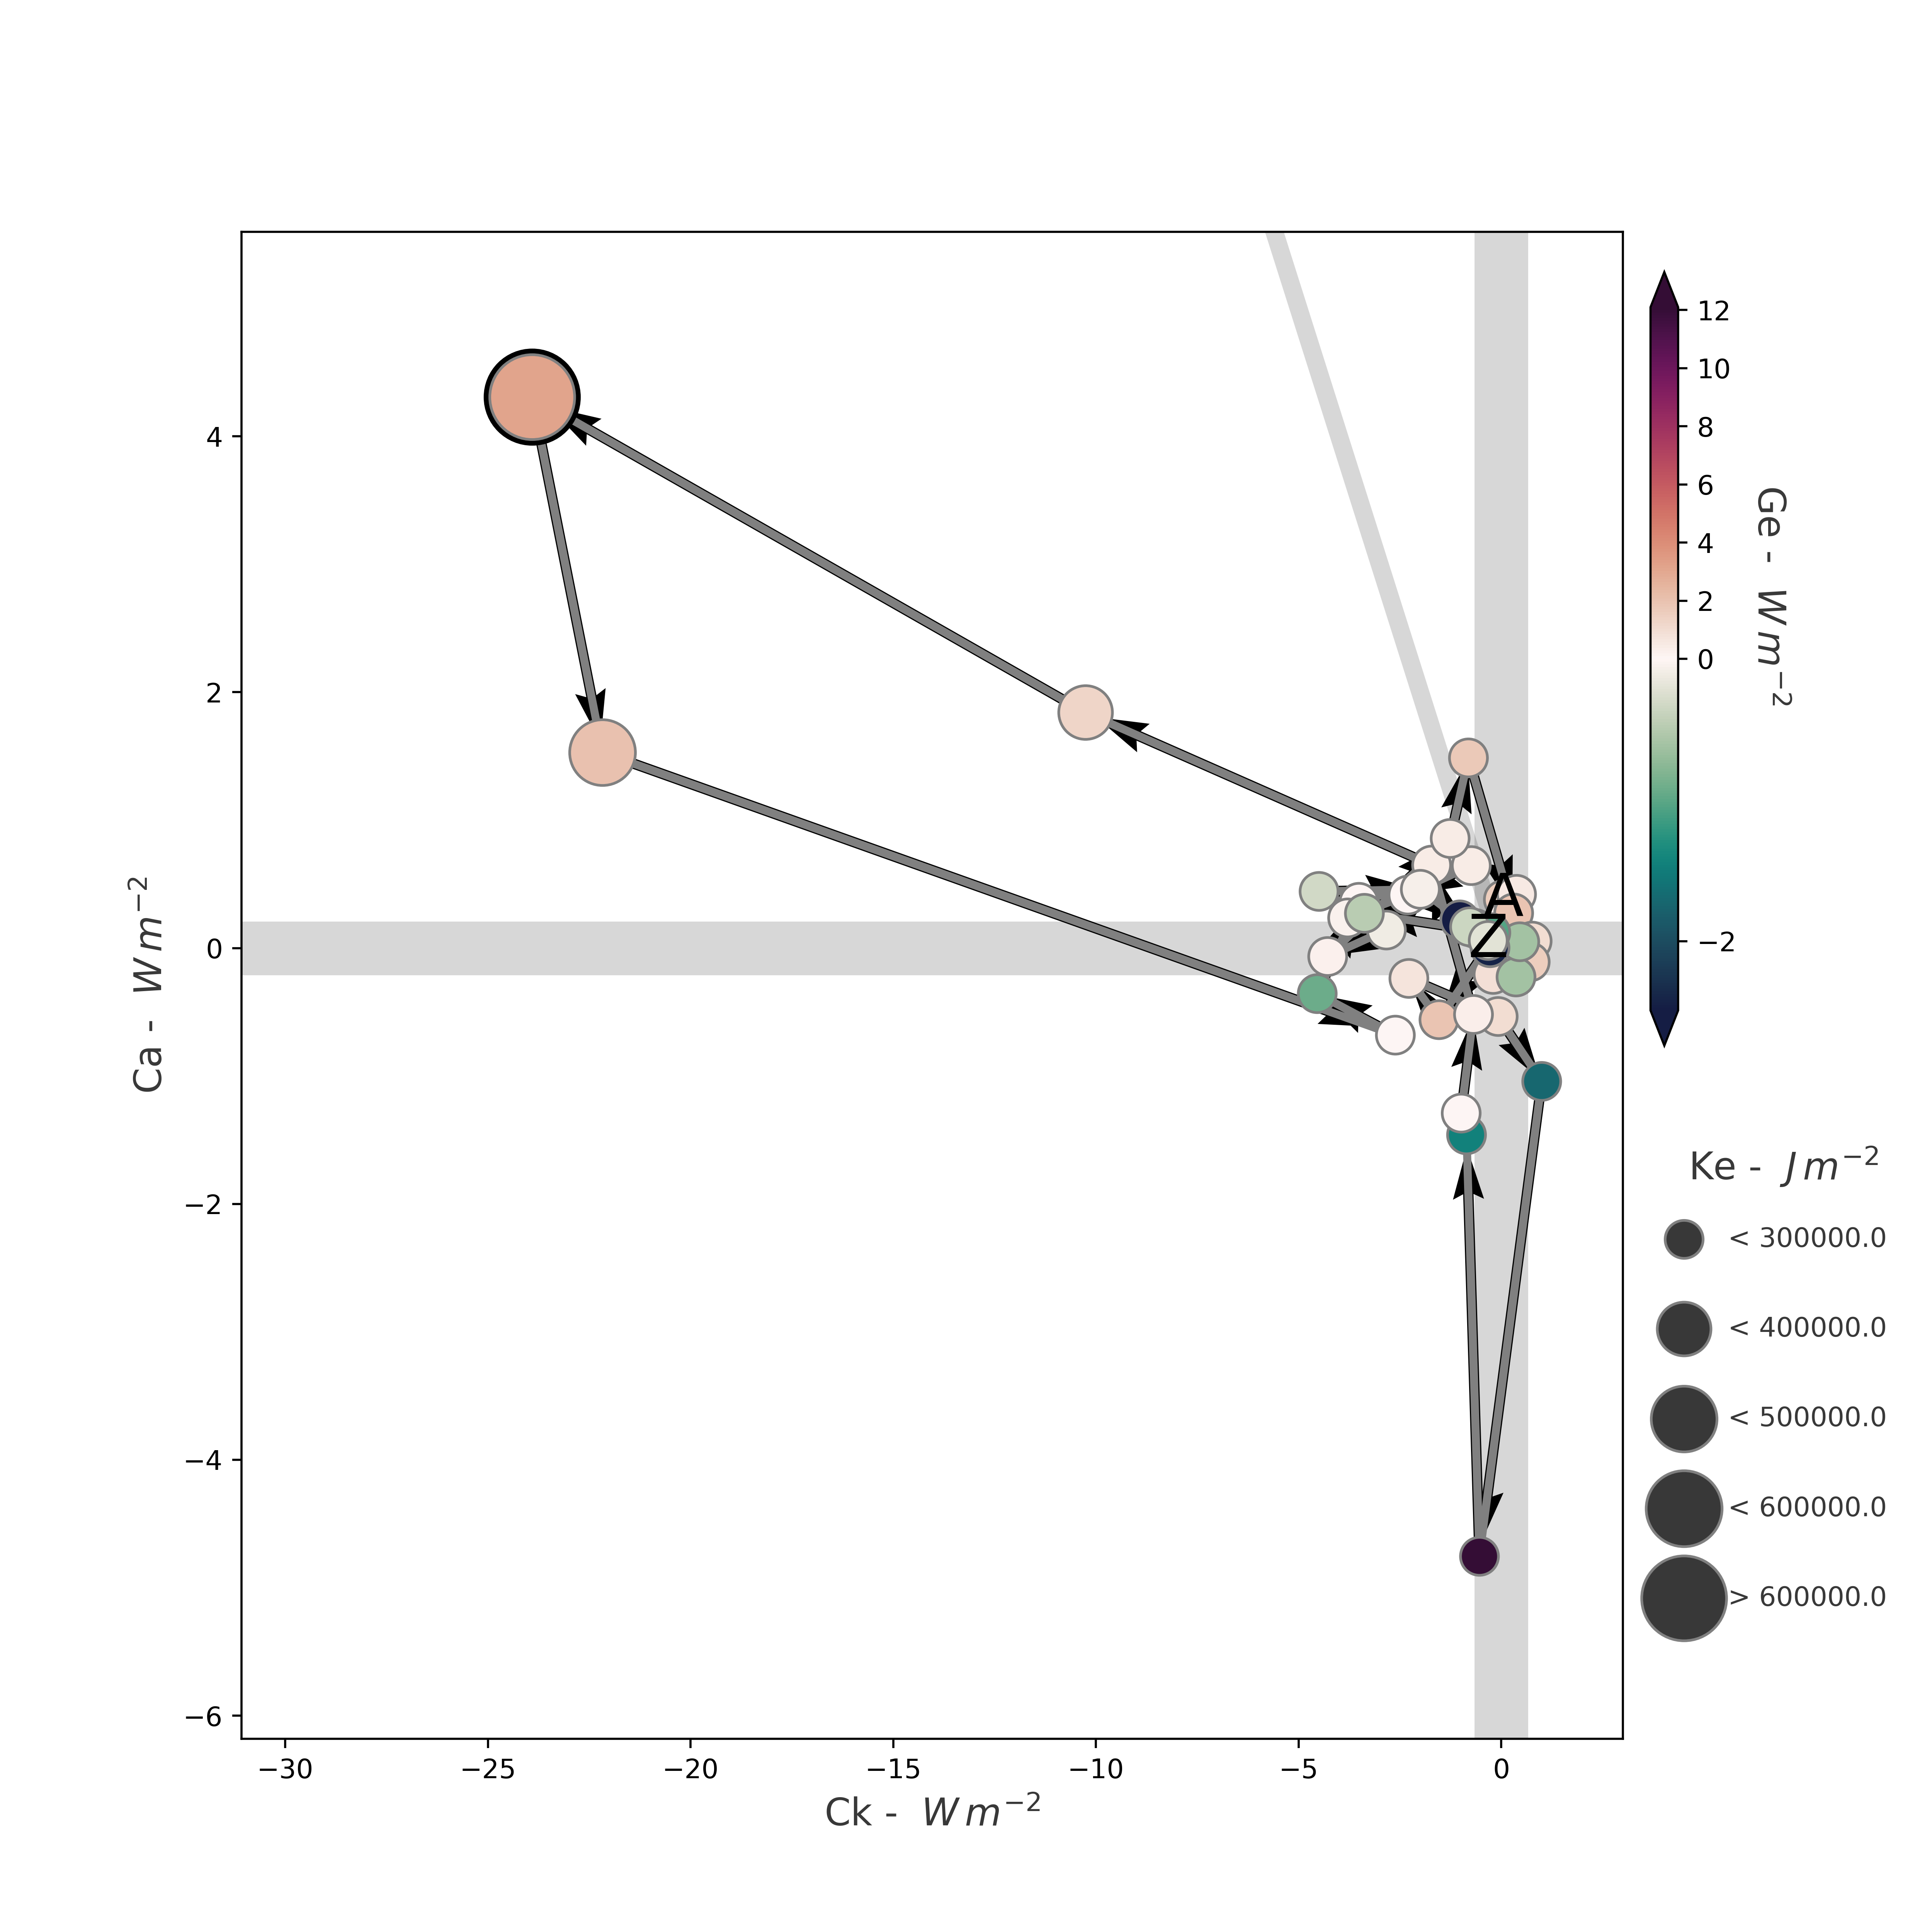 12
10
8
6
4
2
0
−2
Ge - W m⁻²
4
2
0
−2
−4
−6
Ca - W m⁻²
A
Z
Ke - J m⁻²
< 300000.0
< 400000.0
< 500000.0
< 600000.0
> 600000.0
−30 −25 −20 −15 −10 −5 0
Ck - W m⁻²